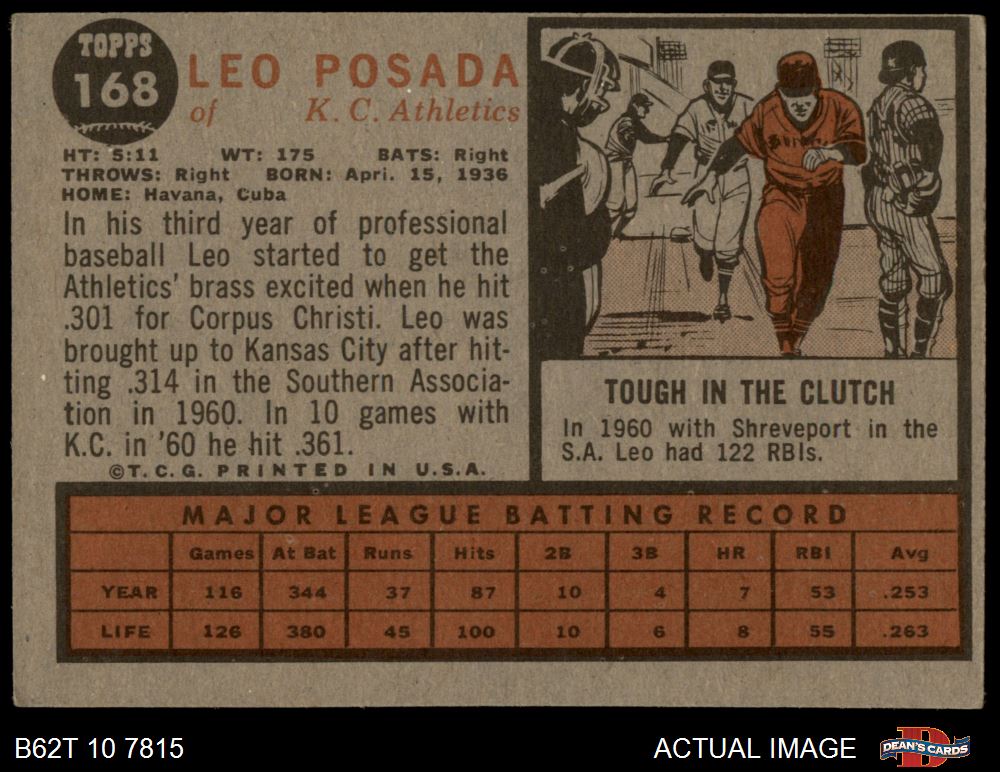 TOPPS
168
LEO POSADA
of K. C. Athletics
HT: 5:11 WT: 175 BATS: Right
THROWS: Right BORN: Apri. 15, 1936
HOME: Havana, Cuba
In his third year of professional
baseball Leo started to get the
Athletics' brass excited when he hit
.301 for Corpus Christi. Leo was
brought up to Kansas City after hit-
ting .314 in the Southern Associa-
tion in 1960. In 10 games with
K.C. in '60 he hit .361.
©T.C.G. PRINTED IN U.S.A.
TOUGH IN THE CLUTCH
In 1960 with Shreveport in the
S.A. Leo had 122 RBIs.
MAJOR LEAGUE BATTING RECORD
Games At Bat Runs Hits 2B 3B HR RBI Avg
YEAR 116 344 37 87 10 4 7 53 .253
LIFE 126 380 45 100 10 6 8 55 .263
B62T 10 7815
ACTUAL IMAGE
D
DEAN'S CARDS